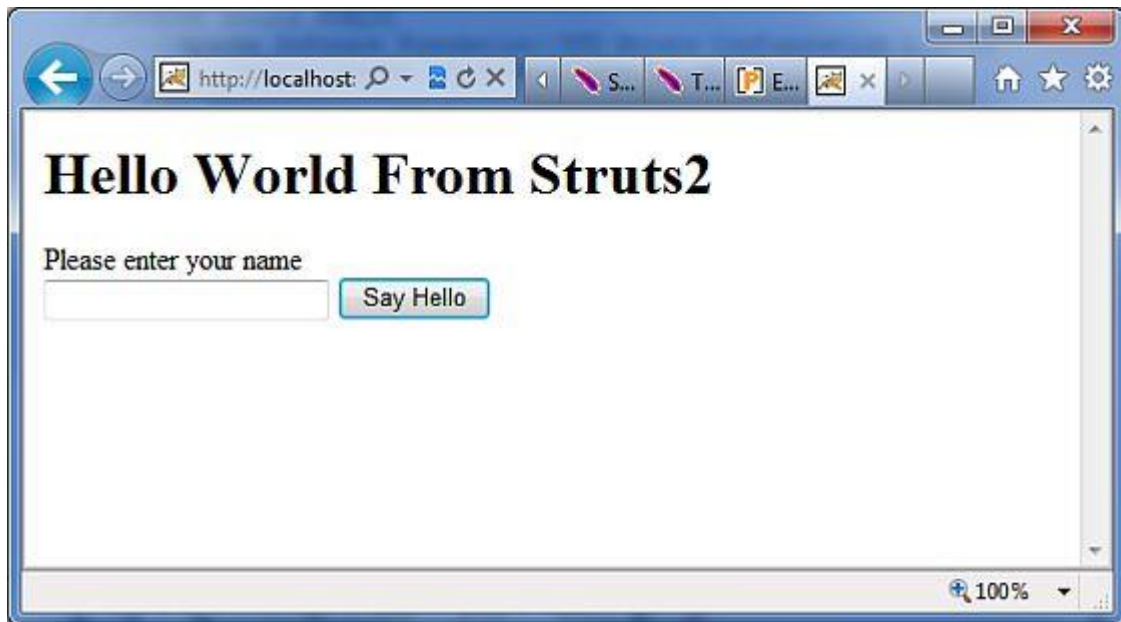 http://localhost:
S...
T...
E...
Hello World From Struts2
Please enter your name
Say Hello
100%